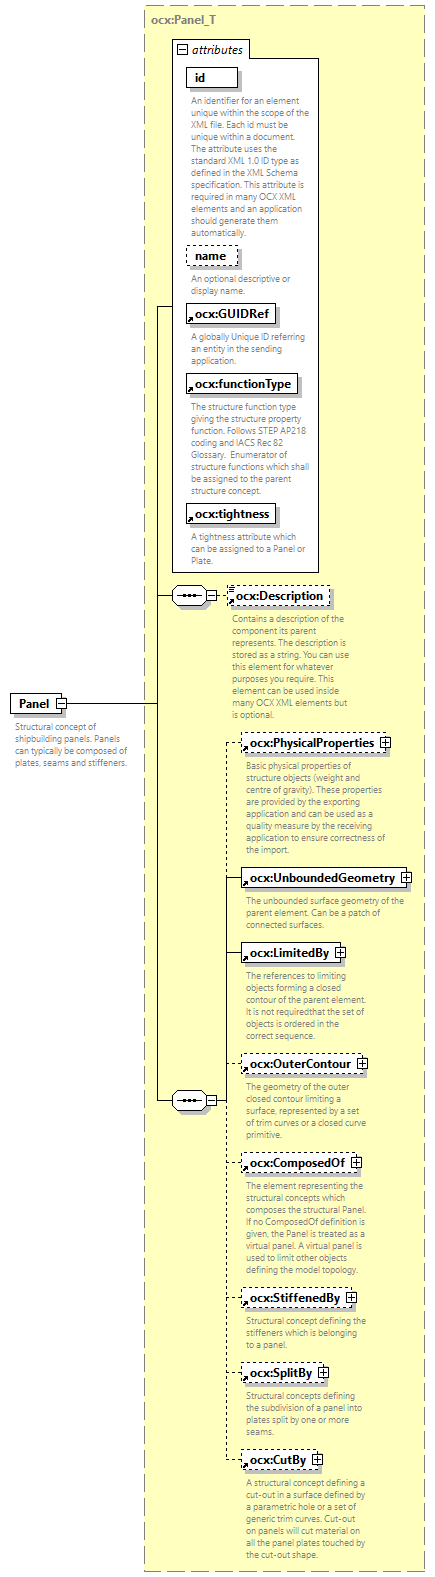 ocx:Panel_T
attributes
id
An identifier for an element
unique within the scope of the
XML file. Each id must be
unique within a document.
The attribute uses the
standard XML 1.0 ID type as
defined in the XML Schema
specification. This attribute is
required in many OCX XML
elements and an application
should generate them
automatically.
name
An optional descriptive or
display name.
ocx:GUIDRef
A globally Unique ID referring
an entity in the sending
application.
ocx:functionType
The structure function type
giving the structure property
function. Follows STEP AP218
coding and IACS Rec 82
Glossary. Enumerator of
structure functions which shall
be assigned to the parent
structure concept.
ocx:tightness
A tightness attribute which
can be assigned to a Panel or
Plate.
ocx:Description
Contains a description of the
component its parent
represents. The description is
stored as a string. You can use
this element for whatever
purposes you require. This
element can be used inside
many OCX XML elements but
is optional.
Panel
Structural concept of
shipbuilding panels. Panels
can typically be composed of
plates, seams and stiffeners.
ocx:PhysicalProperties
Basic physical properties of
structure objects (weight and
centre of gravity). These properties
are provided by the exporting
application and can be used as a
quality measure by the receiving
application to ensure correctness of
the import.
ocx:UnboundedGeometry
The unbounded surface geometry of the
parent element. Can be a patch of
connected surfaces.
ocx:LimitedBy
The references to limiting
objects forming a closed
contour of the parent element.
It is not requiredthat the set of
objects is ordered in the
correct sequence.
ocx:OuterContour
The geometry of the outer
closed contour limiting a
surface, represented by a set
of trim curves or a closed curve
primitive.
ocx:ComposedOf
The element representing the
structural concepts which
composes the structural Panel.
If no ComposedOf definition is
given, the Panel is treated as a
virtual panel. A virtual panel is
used to limit other objects
defining the model topology.
ocx:StiffenedBy
Structural concept defining the
stiffeners which is belonging
to a panel.
ocx:SplitBy
Structural concepts defining
the subdivision of a panel into
plates split by one or more
seams.
ocx:CutBy
A structural concept defining a
cut-out in a surface defined by
a parametric hole or a set of
generic trim curves. Cut-out
on panels will cut material on
all the panel plates touched by
the cut-out shape.